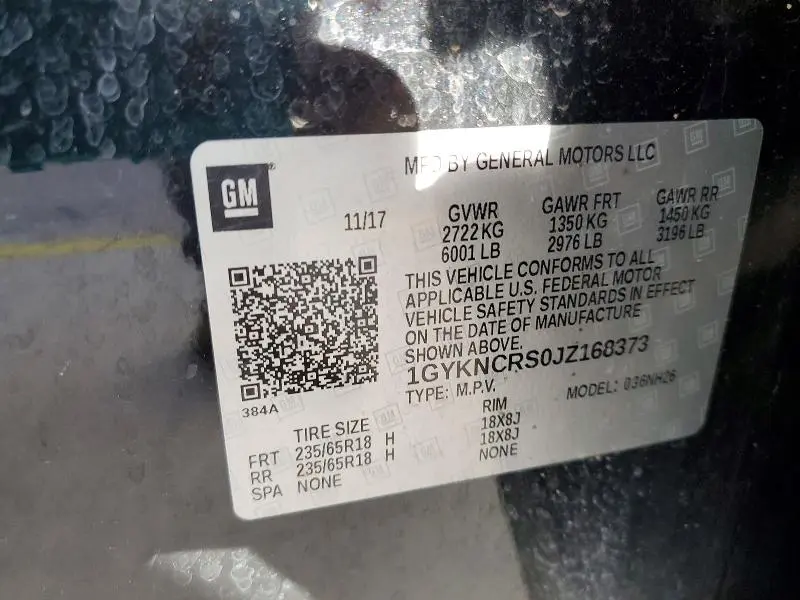 GM
MFD BY GENERAL MOTORS LLC
11/17
GVWR GAWR FRT GAWR RR
2722 KG 1350 KG 1450 KG
6001 LB 2976 LB 3196 LB
THIS VEHICLE CONFORMS TO ALL
APPLICABLE U.S. FEDERAL MOTOR
VEHICLE SAFETY STANDARDS IN EFFECT
ON THE DATE OF MANUFACTURE
SHOWN ABOVE.
1GYKNCRS0JZ168373
TYPE: M.P.V. MODEL: 036NH26
384A
TIRE SIZE RIM
FRT 235/65R18 H 18X8J
RR 235/65R18 H 18X8J
SPA NONE NONE